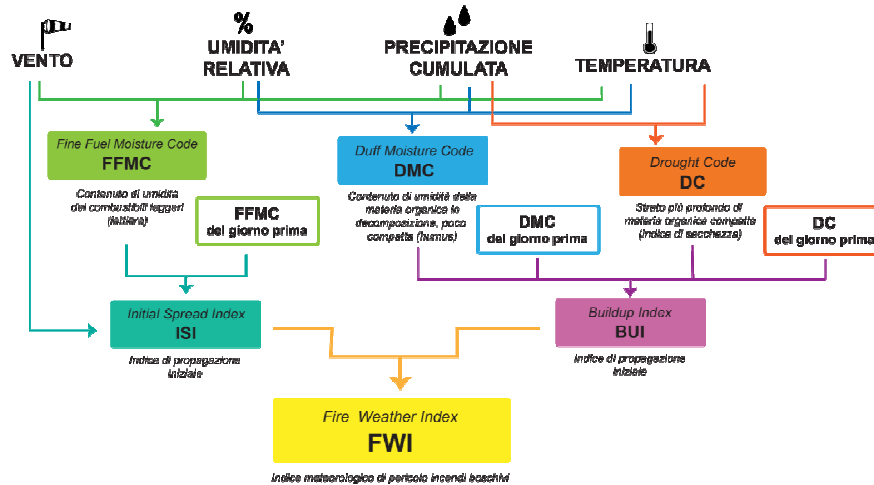 %
VENTO
UMIDITA'
RELATIVA
PRECIPITAZIONE
CUMULATA
TEMPERATURA
Fine Fuel Moisture Code
FFMC
Contenuto di umidità
dei combustibili leggeri
(lettiera)
FFMC
del giorno prima
Duff Moisture Code
DMC
Contenuto di umidità della
materia organica in
decomposizione, poco
compatta (humus)
DMC
del giorno prima
Drought Code
DC
Strato più profondo di
materia organica compatta
(indice di secchezza)
DC
del giorno prima
Initial Spread Index
ISI
Indice di propagazione
iniziale
Buildup Index
BUI
Indice di propagazione
iniziale
Fire Weather Index
FWI
Indice meteorologico di pericolo incendi boschivi